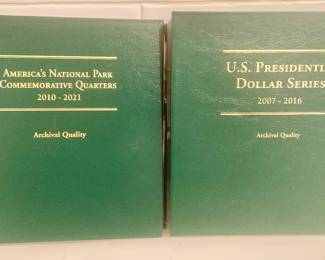 AMERICA'S NATIONAL PARK
COMMEMORATIVE QUARTERS
2010 - 2021
Archival Quality
U.S. PRESIDENTI
DOLLAR SERIES
2007 - 2016
Archival Quality